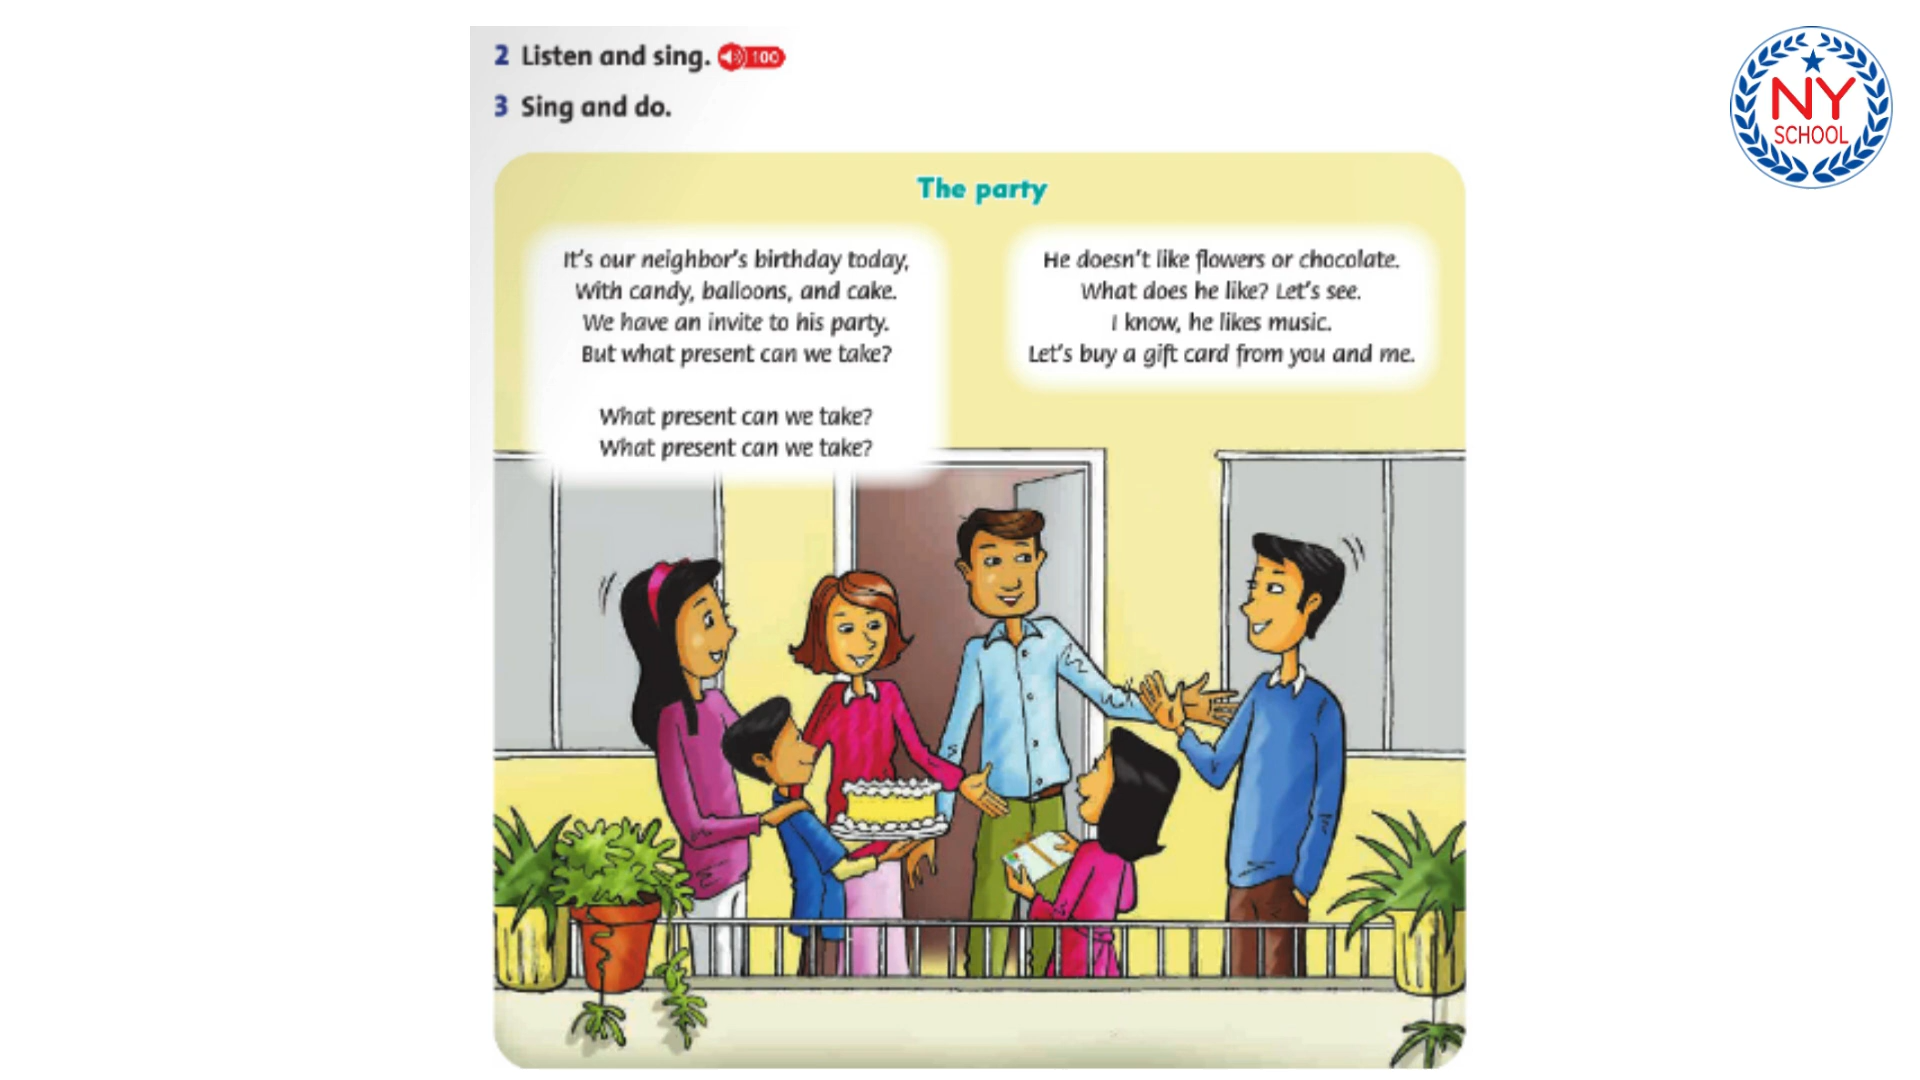 2 Listen and sing. 100
3 Sing and do.
NY
SCHOOL
The party
It's our neighbor's birthday today,
With candy, balloons, and cake.
We have an invite to his party.
But what present can we take?
What present can we take?
What present can we take?
He doesn't like flowers or chocolate.
What does he like? Let's see.
I know, he likes music.
Let's buy a gift card from you and me.